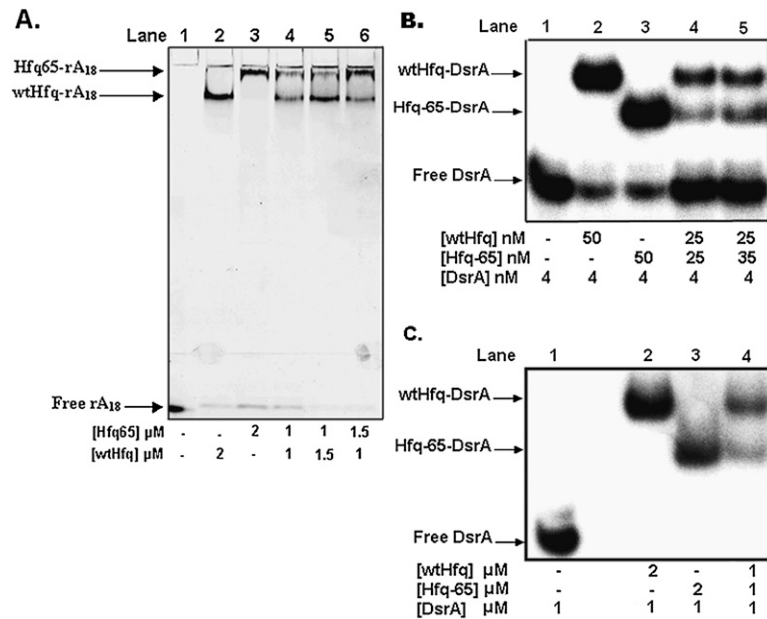 A.
Lane 1 2 3 4 5 6
Hfq65-rA18
wtHfq-rA18
Free rA18
[Hfq65] µM - - 2 1 1 1.5
[wtHfq] µM - 2 - 1 1.5 1
B.
Lane 1 2 3 4 5
wtHfq-DsrA
Hfq-65-DsrA
Free DsrA
[wtHfq] nM - 50 - 25 25
[Hfq-65] nM - - 50 25 35
[DsrA] nM 4 4 4 4 4
C.
Lane 1 2 3 4
wtHfq-DsrA
Hfq-65-DsrA
Free DsrA
[wtHfq] µM - 2 - 1
[Hfq-65] µM - - 2 1
[DsrA] µM 1 1 1 1